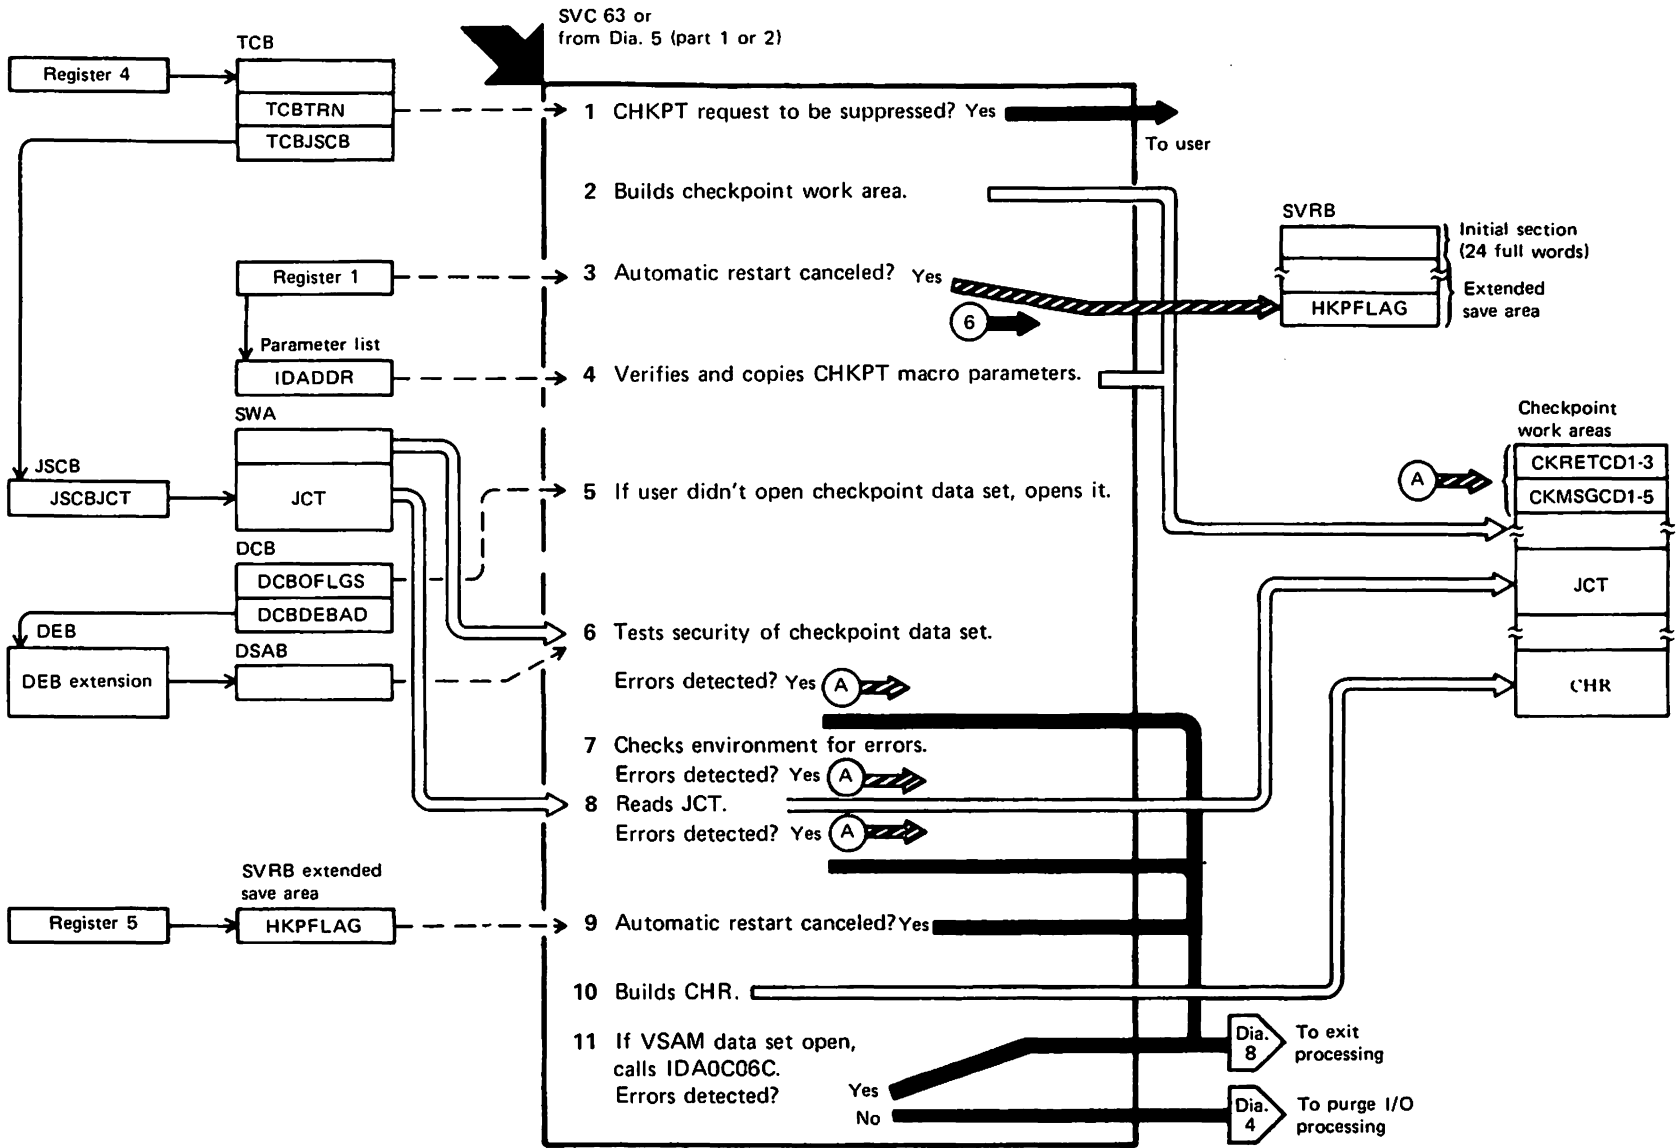 SVC 63 or
from Dia. 5 (part 1 or 2)
TCB
Register 4
TCBTRN
TCBJSCB
1 CHKPT request to be suppressed? Yes
To user
2 Builds checkpoint work area.
SVRB
Initial section
(24 full words)
Extended
save area
HKPFLAG
Register 1
3 Automatic restart canceled? Yes
6
Parameter list
IDADDR
4 Verifies and copies CHKPT macro parameters.
SWA
Checkpoint
work areas
CKRETCD1-3
CKMSGCD1-5
A
JSCB
JSCBJCT
JCT
5 If user didn't open checkpoint data set, opens it.
DCB
DCBOFLGS
DCBDEBAD
JCT
DEB
DEB extension
DSAB
6 Tests security of checkpoint data set.
Errors detected? Yes A
CHR
7 Checks environment for errors.
Errors detected? Yes A
8 Reads JCT.
Errors detected? Yes A
SVRB extended
save area
Register 5
HKPFLAG
9 Automatic restart canceled? Yes
10 Builds CHR.
11 If VSAM data set open,
calls IDA0C06C.
Errors detected?
Yes
No
Dia.
8
To exit
processing
Dia.
4
To purge I/O
processing